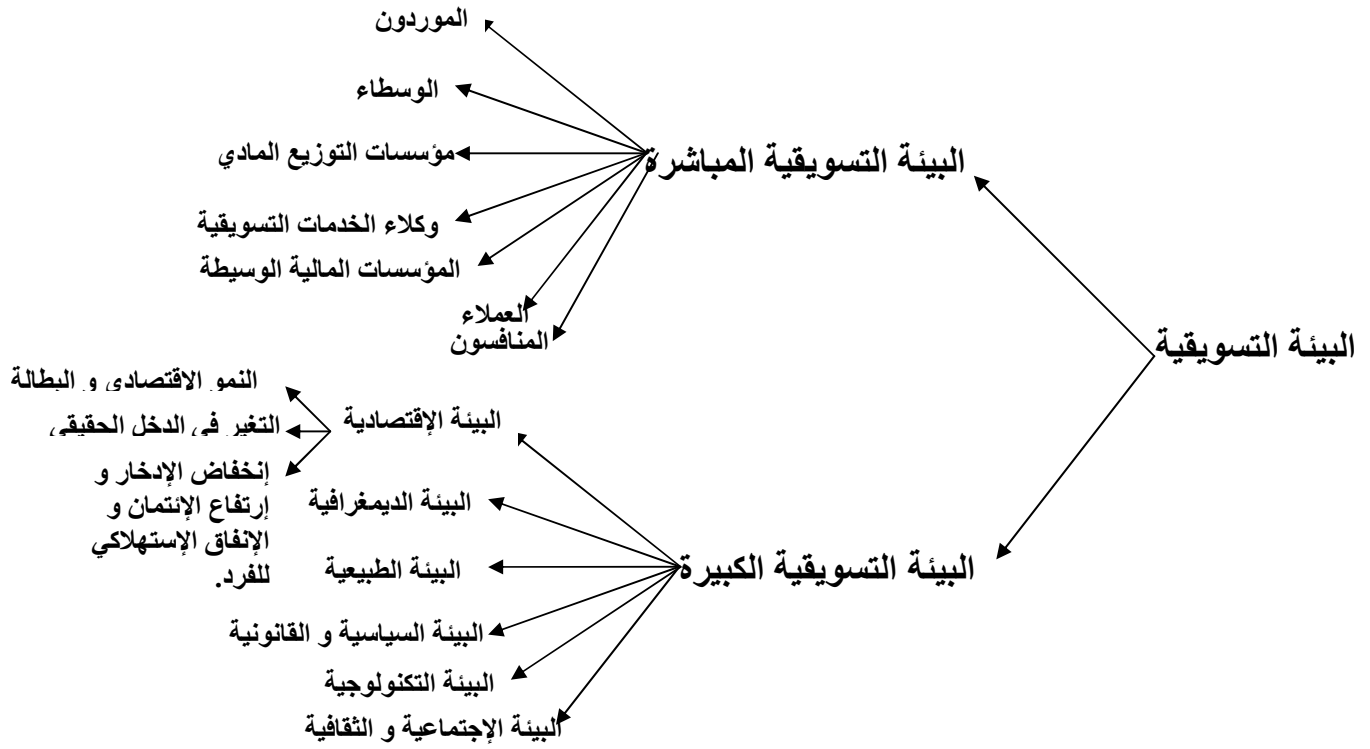 البيئة التسويقية
البيئة التسويقية المباشرة
الموردون
الوسطاء
مؤسسات التوزيع المادي
وكلاء الخدمات التسويقية
المؤسسات المالية الوسيطة
العملاء
المنافسون
البيئة التسويقية الكبيرة
البيئة الإقتصادية
النمو الاقتصادي و البطالة
التغير في الدخل الحقيقي
إنخفاض الإدخار و
إرتفاع الإئتمان و
الإنفاق الإستهلاكي
للفرد.
البيئة الديمغرافية
البيئة الطبيعية
البيئة السياسية و القانونية
البيئة التكنولوجية
البيئة الإجتماعية و الثقافية